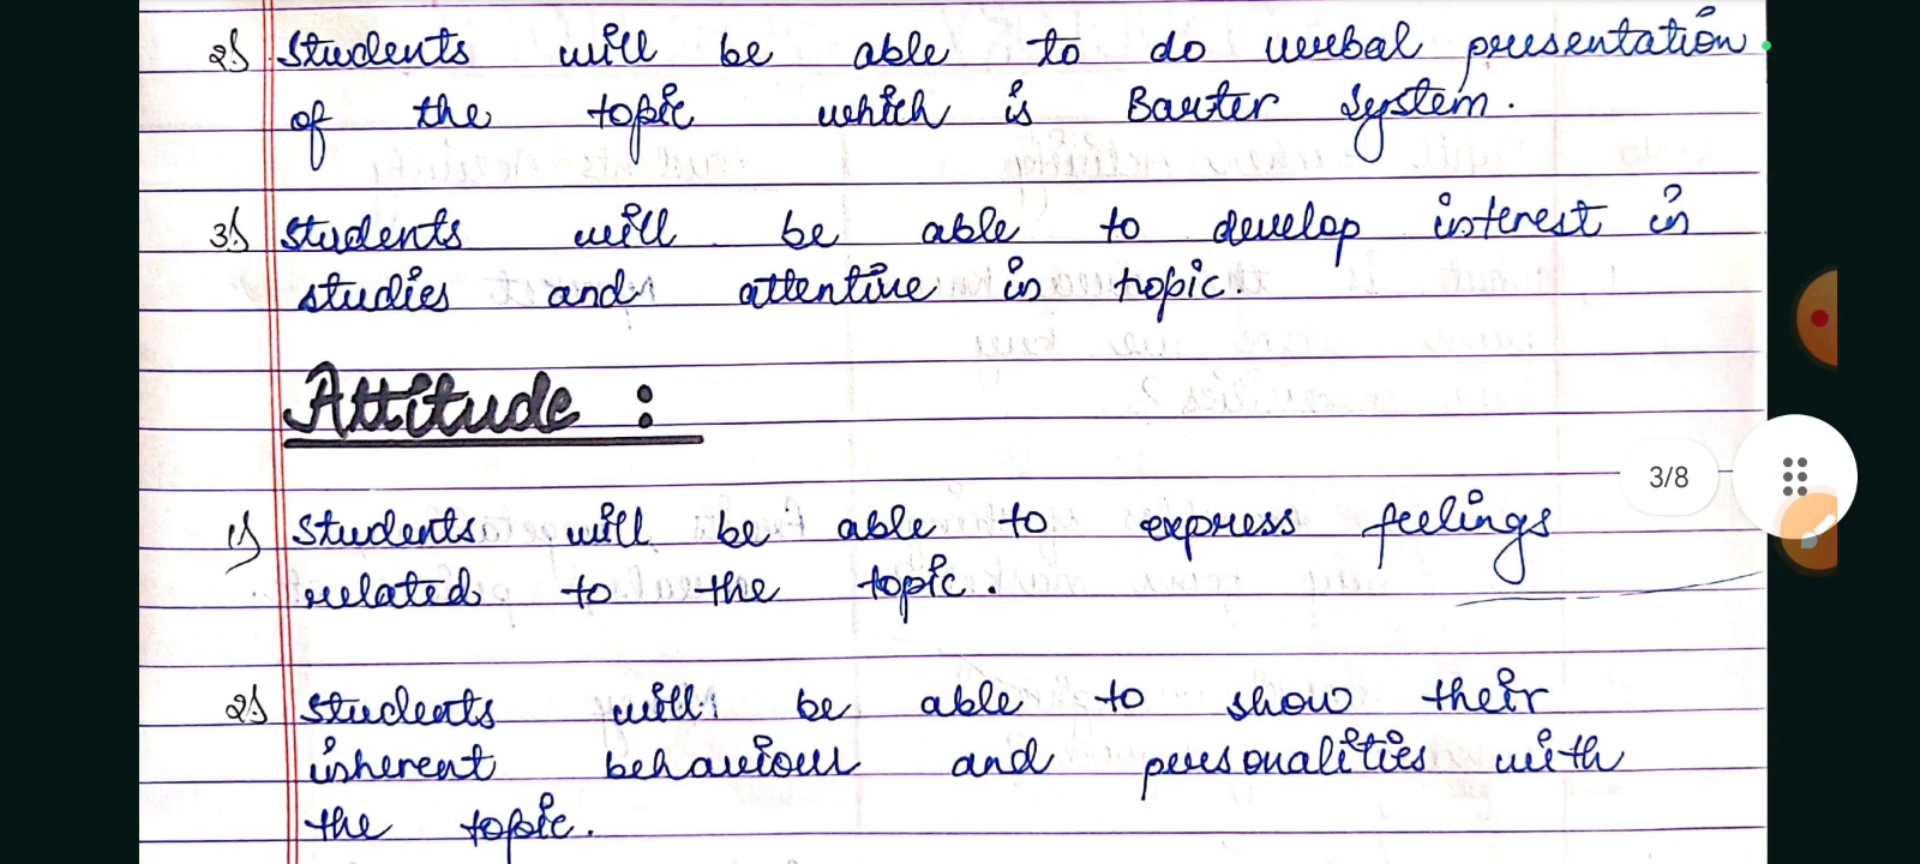 2) Students will be able to do verbal presentation
of the topic which is Barter System.
3) Students will be able to develop interest in
studies and attentive in topic.
Attitude :
3/8
1) Students will be able to express feelings
related to the topic.
2) Students will be able to show their
inherent behaviour and personalities with
the topic.